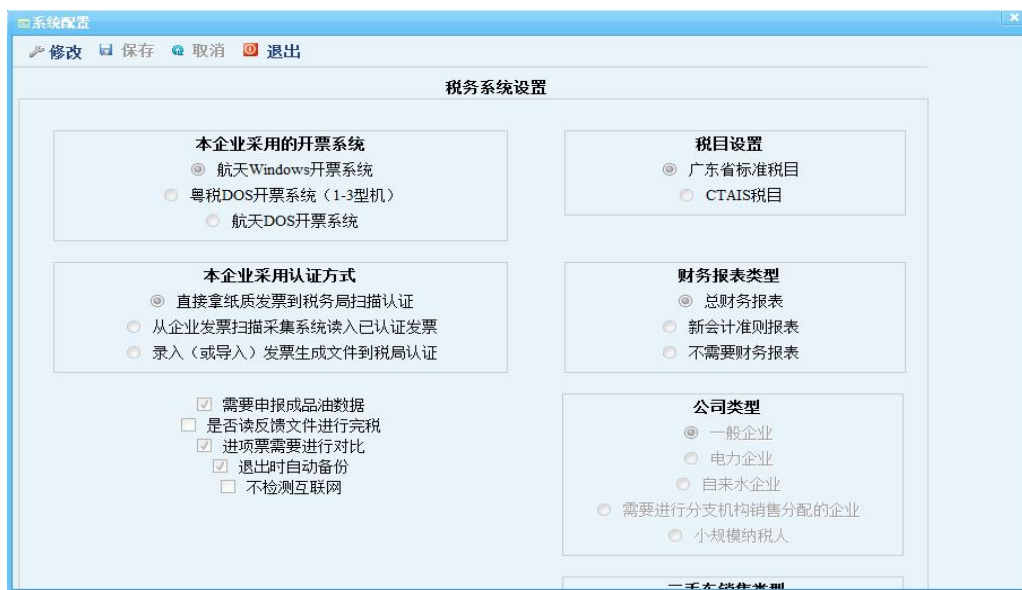 系统配置
修改 保存 取消 退出
税务系统设置
本企业采用的开票系统
航天Windows开票系统
粤税DOS开票系统（1-3型机）
航天DOS开票系统
税目设置
广东省标准税目
CTAIS税目
本企业采用认证方式
直接拿纸质发票到税务局扫描认证
从企业发票扫描采集系统读入已认证发票
录入（或导入）发票生成文件到税局认证
财务报表类型
总财务报表
新会计准则报表
不需要财务报表
需要申报成品油数据
是否读反馈文件进行完税
进项票需要进行对比
退出时自动备份
不检测互联网
公司类型
一般企业
电力企业
自来水企业
需要进行分支机构销售分配的企业
小规模纳税人
二手车销售类型